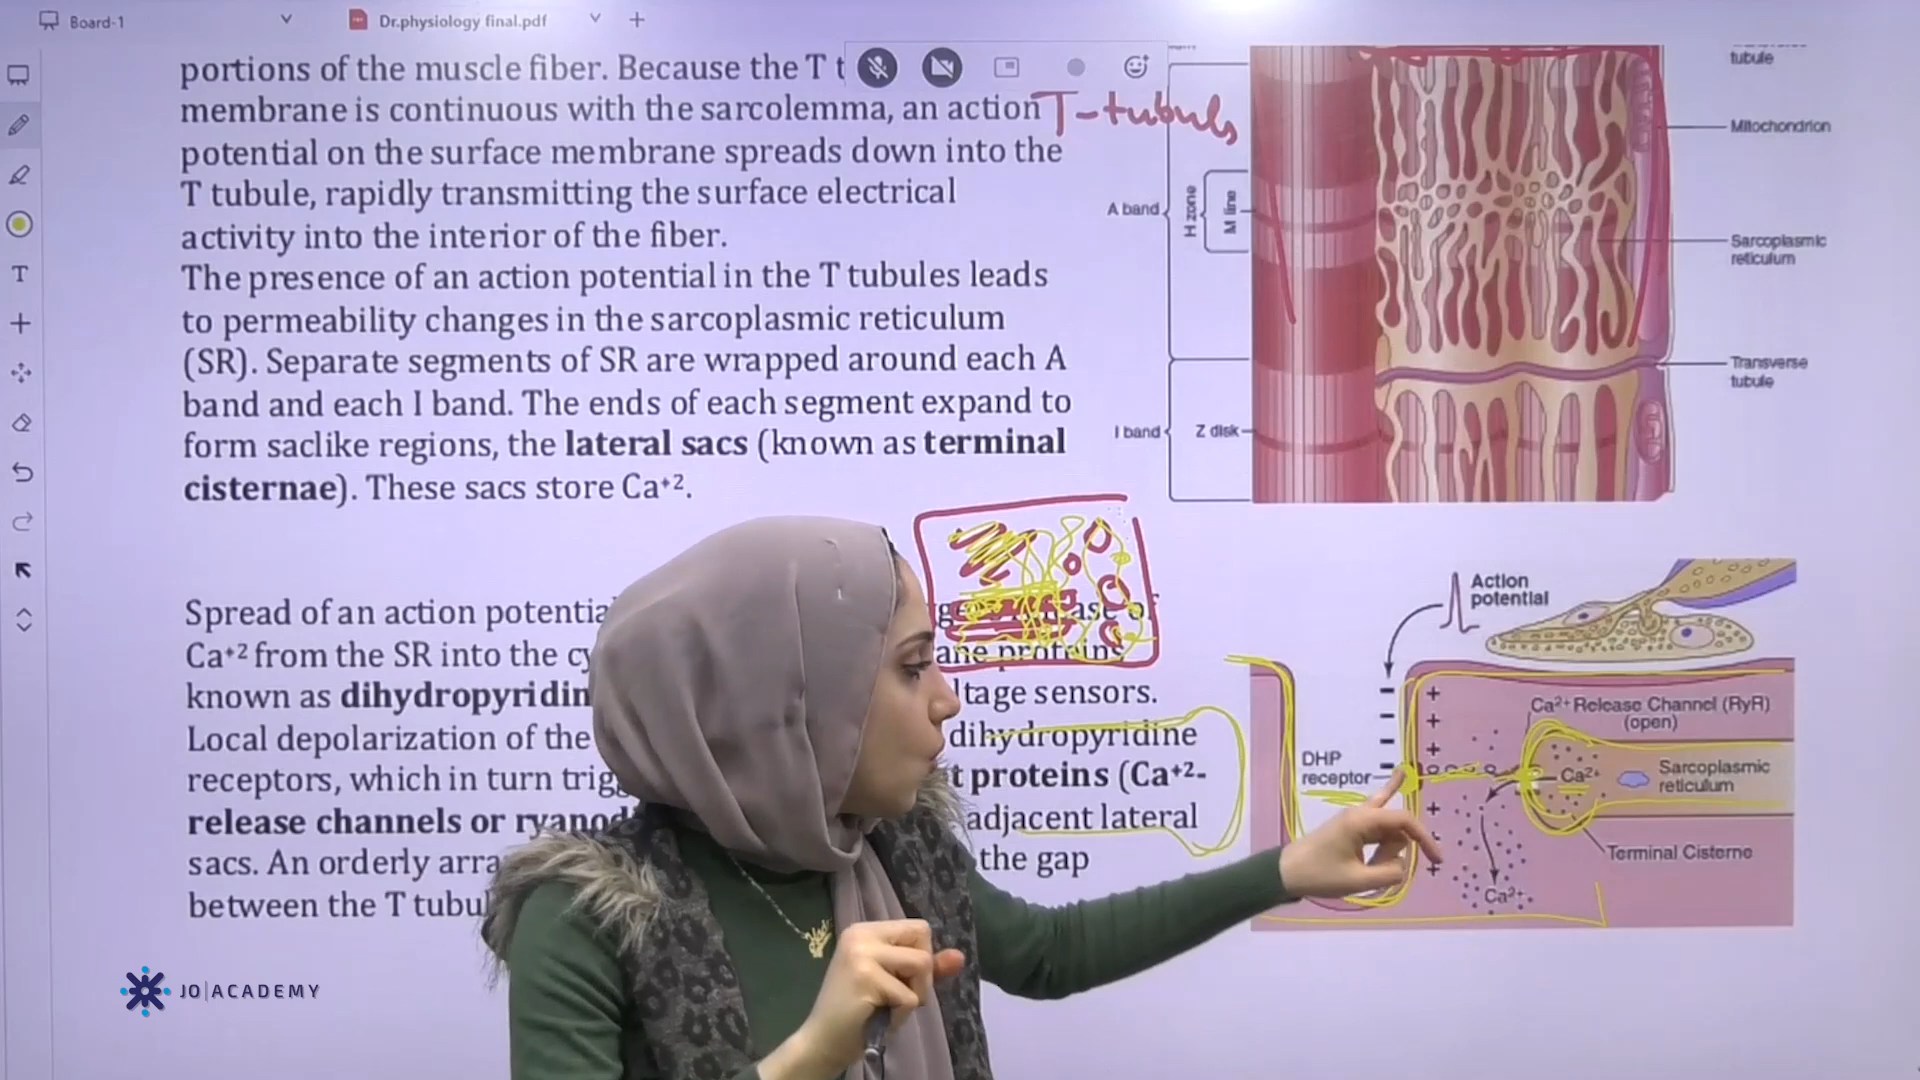 Board-1
Dr.physiology final.pdf
portions of the muscle fiber. Because the T t
membrane is continuous with the sarcolemma, an action
T-tubuls
potential on the surface membrane spreads down into the
T tubule, rapidly transmitting the surface electrical
activity into the interior of the fiber.
The presence of an action potential in the T tubules leads
to permeability changes in the sarcoplasmic reticulum
(SR). Separate segments of SR are wrapped around each A
band and each I band. The ends of each segment expand to
form saclike regions, the lateral sacs (known as terminal
cisternae). These sacs store Ca+2.
tubule
Mitochondrion
A band
H zone
M line
Sarcoplasmic
reticulum
Transverse
tubule
I band
Z disk
Spread of an action potentia ase of
Ca+2 from the SR into the cy ane proteins
known as dihydropyridin ltage sensors.
Local depolarization of the dihydropyridine
receptors, which in turn trig t proteins (Ca+2-
release channels or ryanod adjacent lateral
sacs. An orderly arra the gap
between the T tubul
Action
potential
Ca2+ Release Channel (RyR)
(open)
DHP
receptor
Ca2+
Sarcoplasmic
reticulum
Terminal Cisterne
Ca2+
JO|ACADEMY